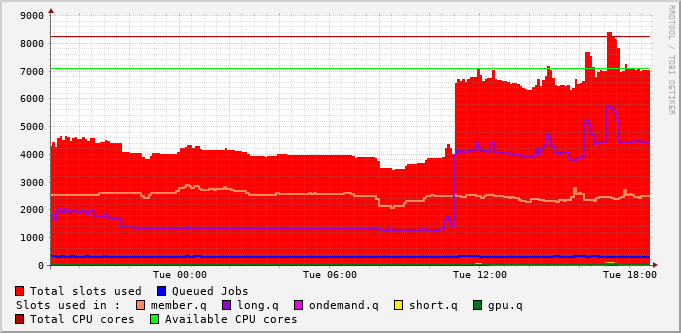 9000
8000
7000
6000
5000
4000
3000
2000
1000
0
Tue 00:00 Tue 06:00 Tue 12:00 Tue 18:00
Total slots used Queued Jobs
Slots used in : member.q long.q ondemand.q short.q gpu.q
Total CPU cores Available CPU cores
RRDTOOL / TOBI OETIKER